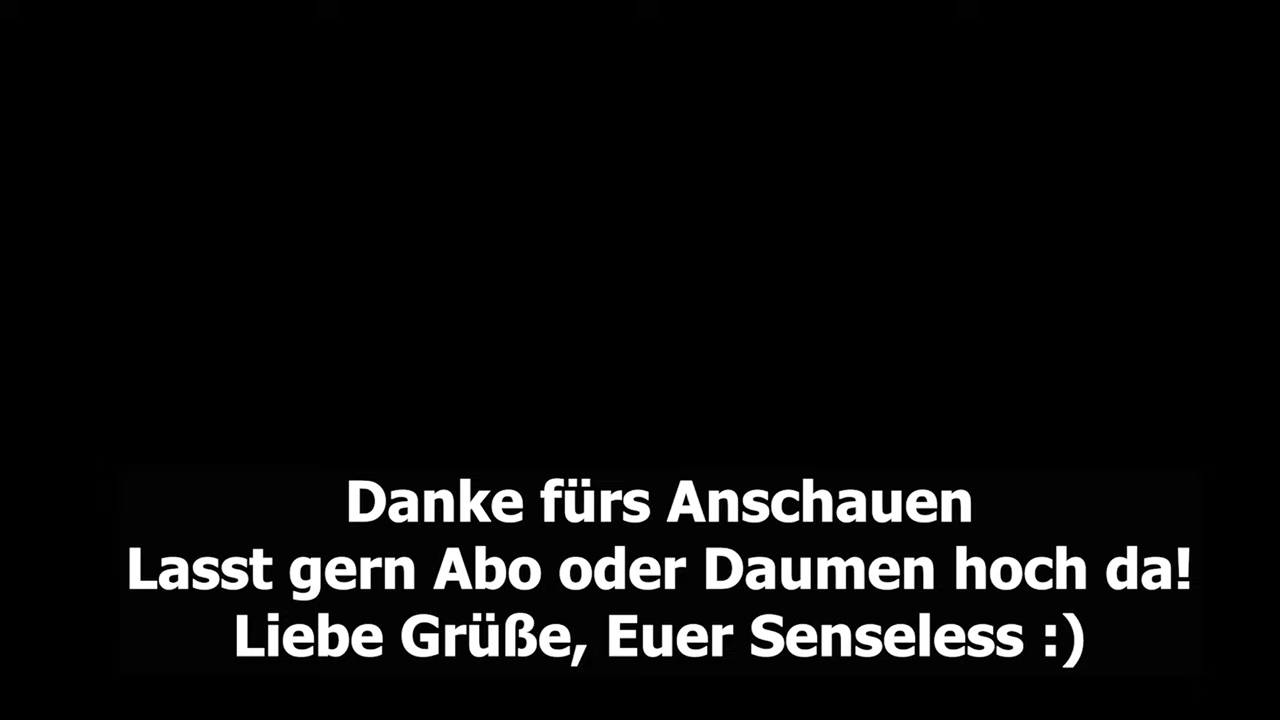 Danke fürs Anschauen
Lasst gern Abo oder Daumen hoch da!
Liebe Grüße, Euer Senseless :)